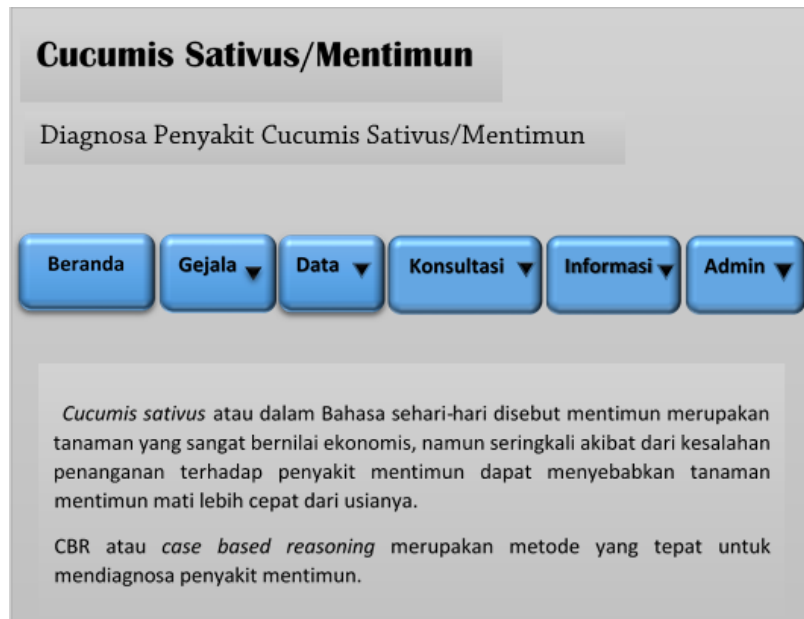 Cucumis Sativus/Mentimun
Diagnosa Penyakit Cucumis Sativus/Mentimun
Beranda
Gejala
Data
Konsultasi
Informasi
Admin
Cucumis sativus atau dalam Bahasa sehari-hari disebut mentimun merupakan
tanaman yang sangat bernilai ekonomis, namun seringkali akibat dari kesalahan
penanganan terhadap penyakit mentimun dapat menyebabkan tanaman
mentimun mati lebih cepat dari usianya.
CBR atau case based reasoning merupakan metode yang tepat untuk
mendiagnosa penyakit mentimun.